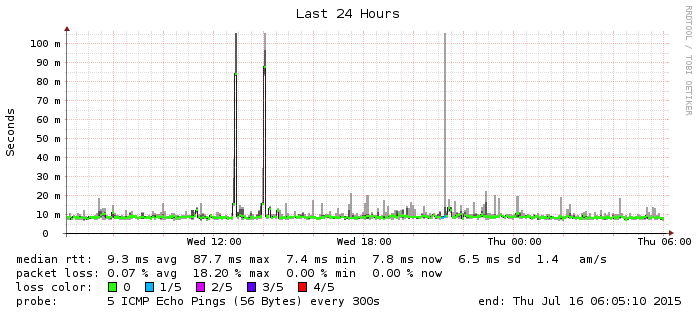 Last 24 Hours
RRDTOOL / TOBI OETIKER
Seconds
100 m
90 m
80 m
70 m
60 m
50 m
40 m
30 m
20 m
10 m
0
Wed 12:00 Wed 18:00 Thu 00:00 Thu 06:00
median rtt: 9.3 ms avg 87.7 ms max 7.4 ms min 7.8 ms now 6.5 ms sd 1.4 am/s
packet loss: 0.07 % avg 18.20 % max 0.00 % min 0.00 % now
loss color: 0 1/5 2/5 3/5 4/5
probe: 5 ICMP Echo Pings (56 Bytes) every 300s end: Thu Jul 16 06:05:10 2015